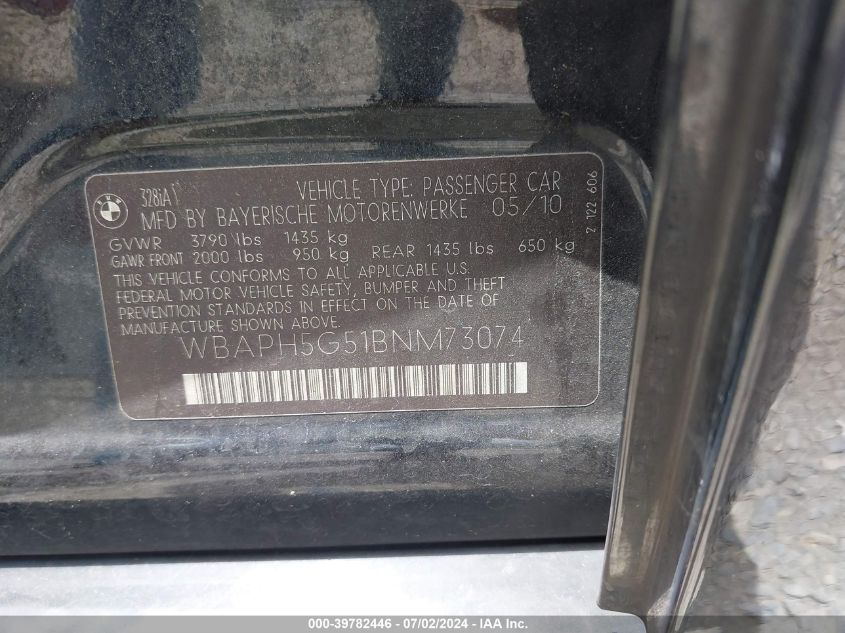 BMW
328iA
VEHICLE TYPE: PASSENGER CAR
MFD BY BAYERISCHE MOTORENWERKE 05/10
GVWR 3790 lbs 1435 kg
GAWR FRONT 2000 lbs 950 kg REAR 1435 lbs 650 kg
THIS VEHICLE CONFORMS TO ALL APPLICABLE U.S.
FEDERAL MOTOR VEHICLE SAFETY, BUMPER AND THEFT
PREVENTION STANDARDS IN EFFECT ON THE DATE OF
MANUFACTURE SHOWN ABOVE.
WBAPH5G51BNM73074
7 122 606
000-39782446 - 07/02/2024 - IAA Inc.